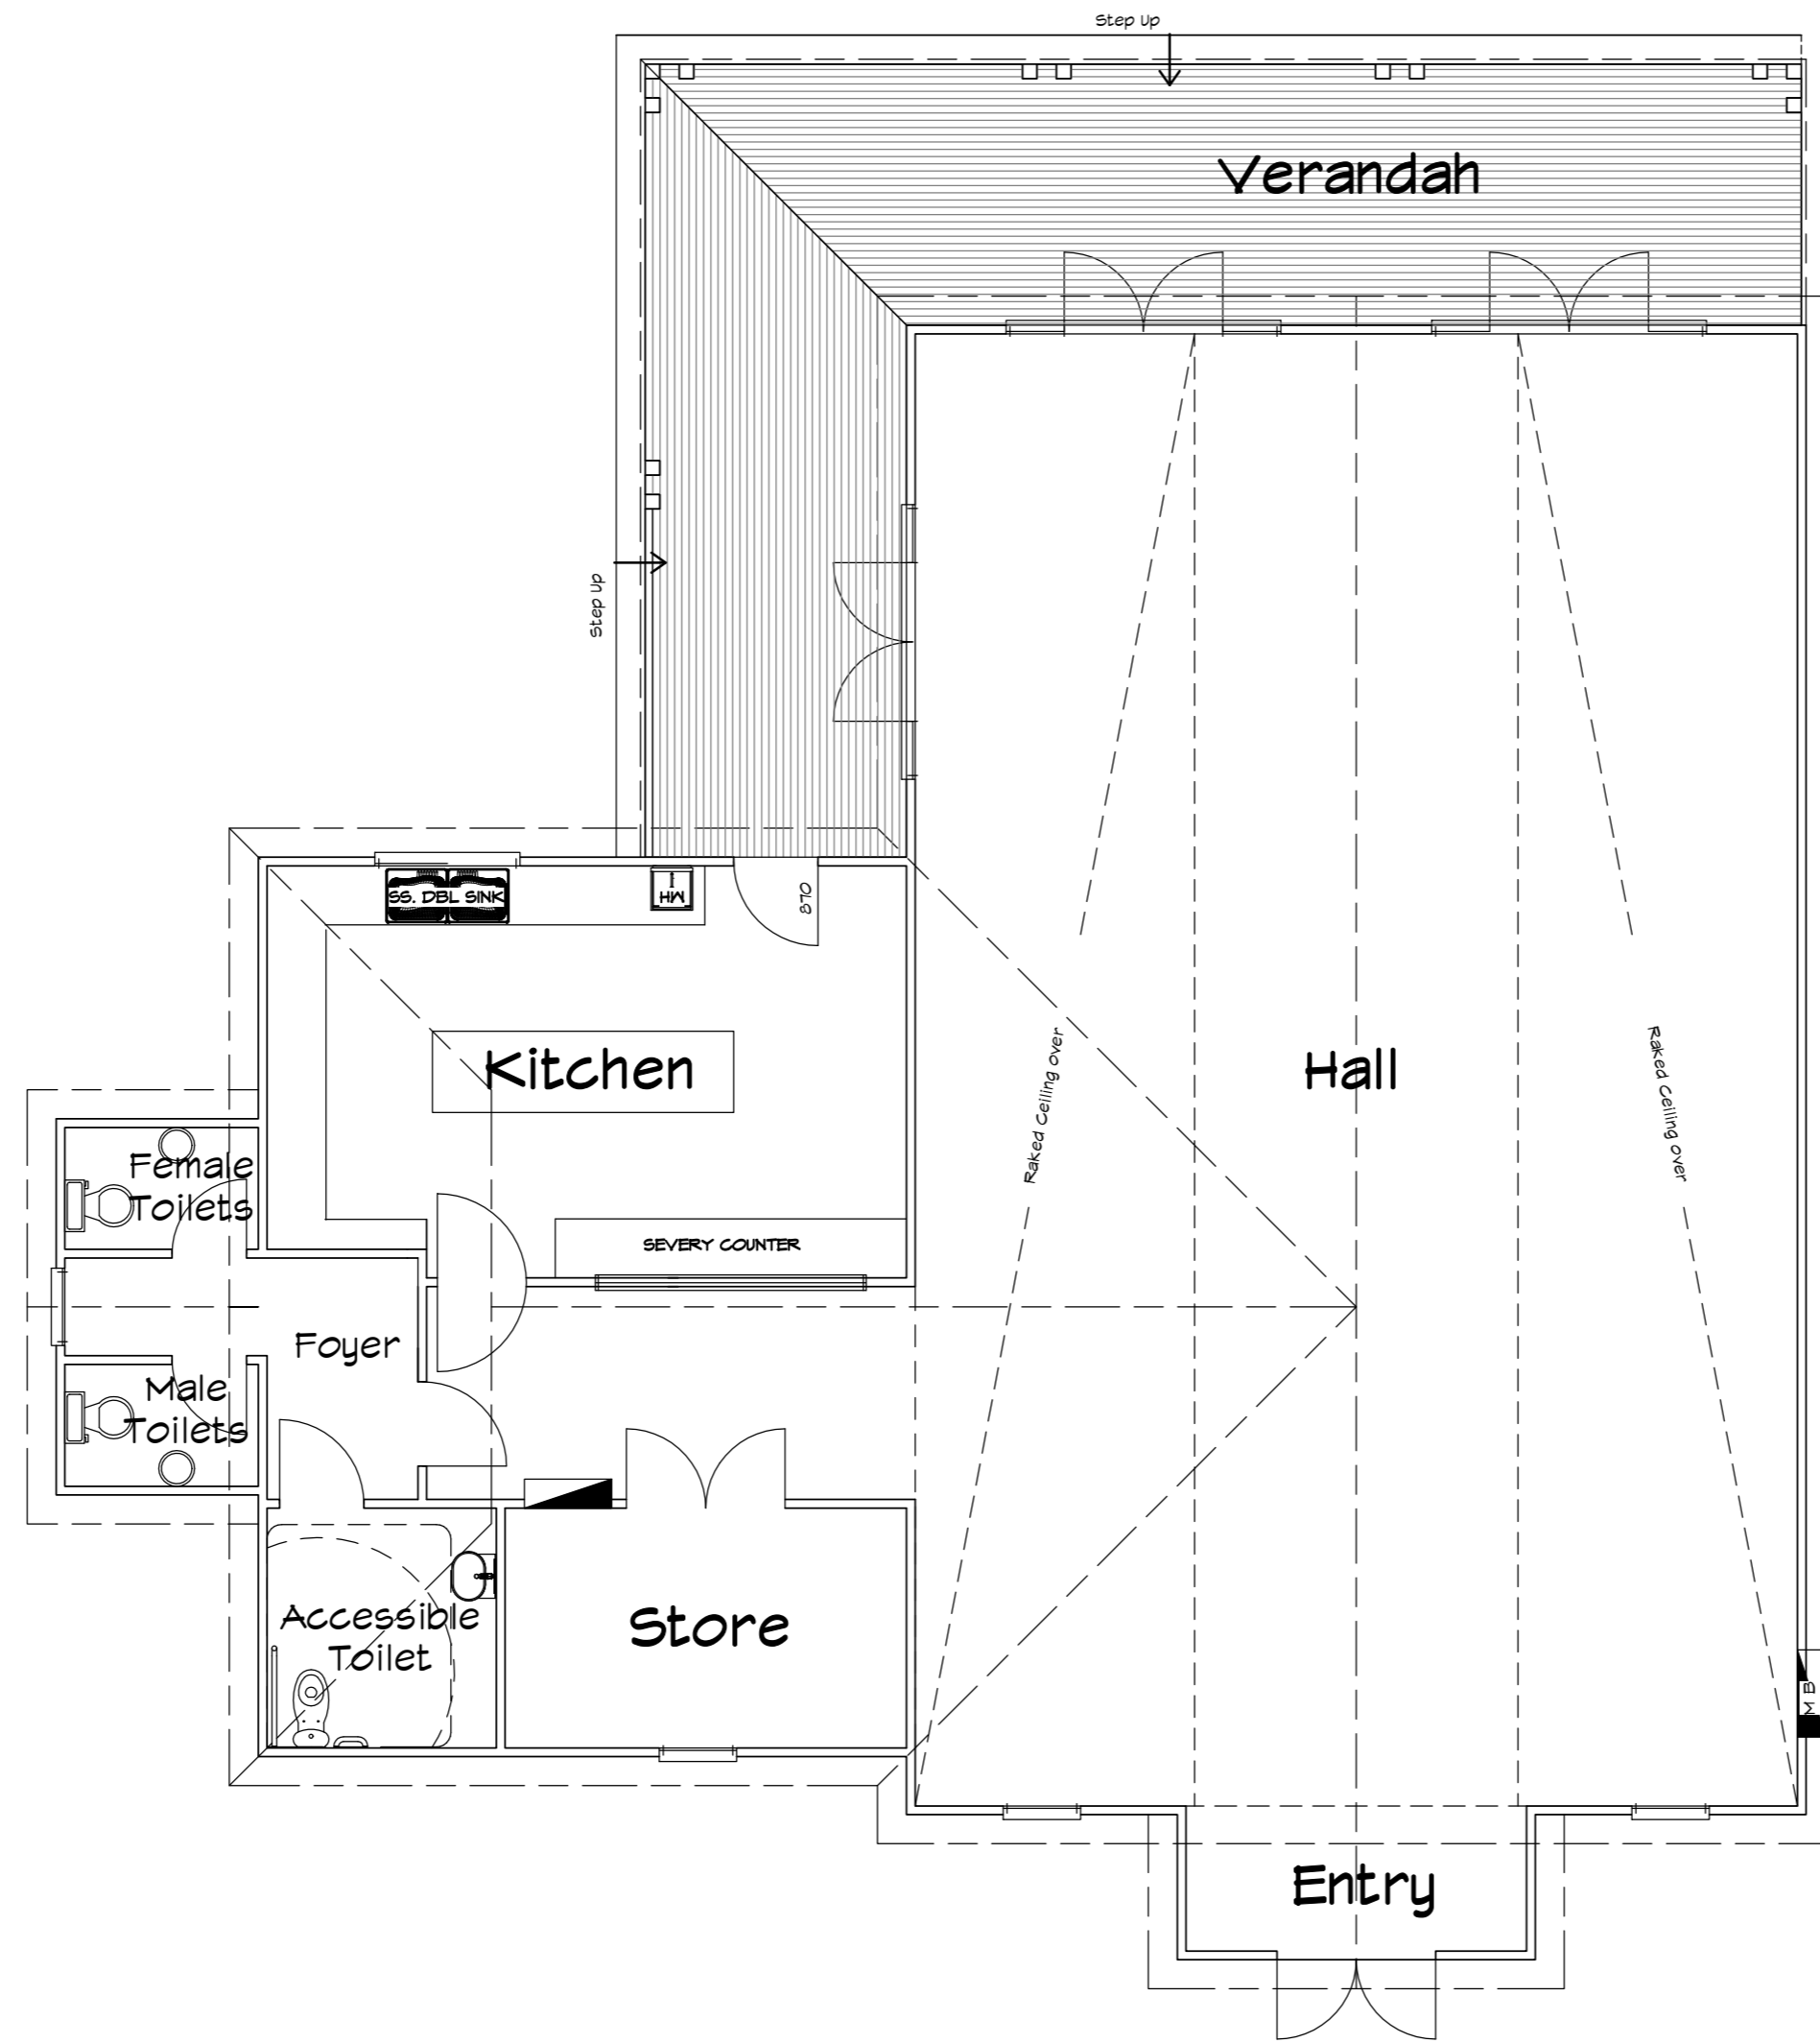 Step Up
Verandah
Step Up
SS. DBL SINK
HW
870
Kitchen
Hall
Raked Ceiling over
Raked Ceiling over
Female
Toilets
SEVERY COUNTER
Foyer
Male
Toilets
Accessible
Toilet
Store
M B
Entry